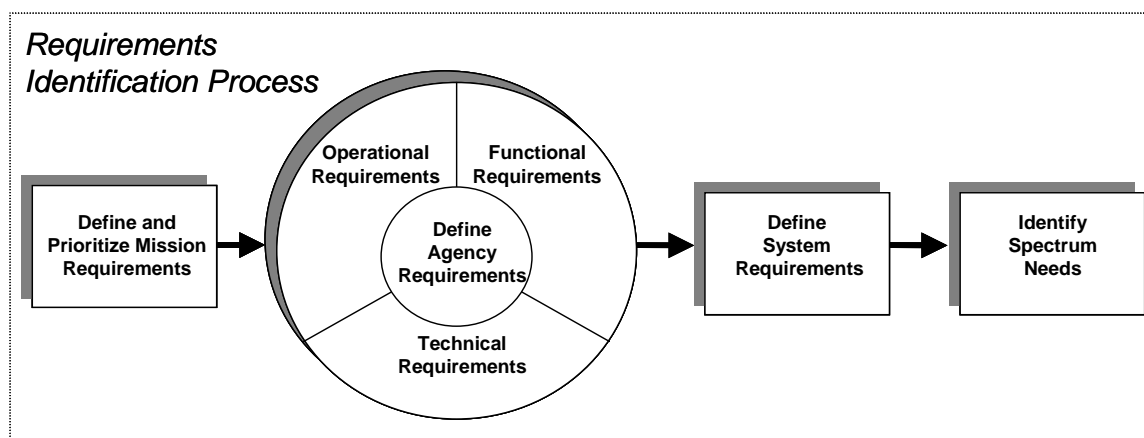 Requirements
Identification Process
Define and
Prioritize Mission
Requirements
Operational
Requirements
Functional
Requirements
Define
Agency
Requirements
Technical
Requirements
Define
System
Requirements
Identify
Spectrum
Needs